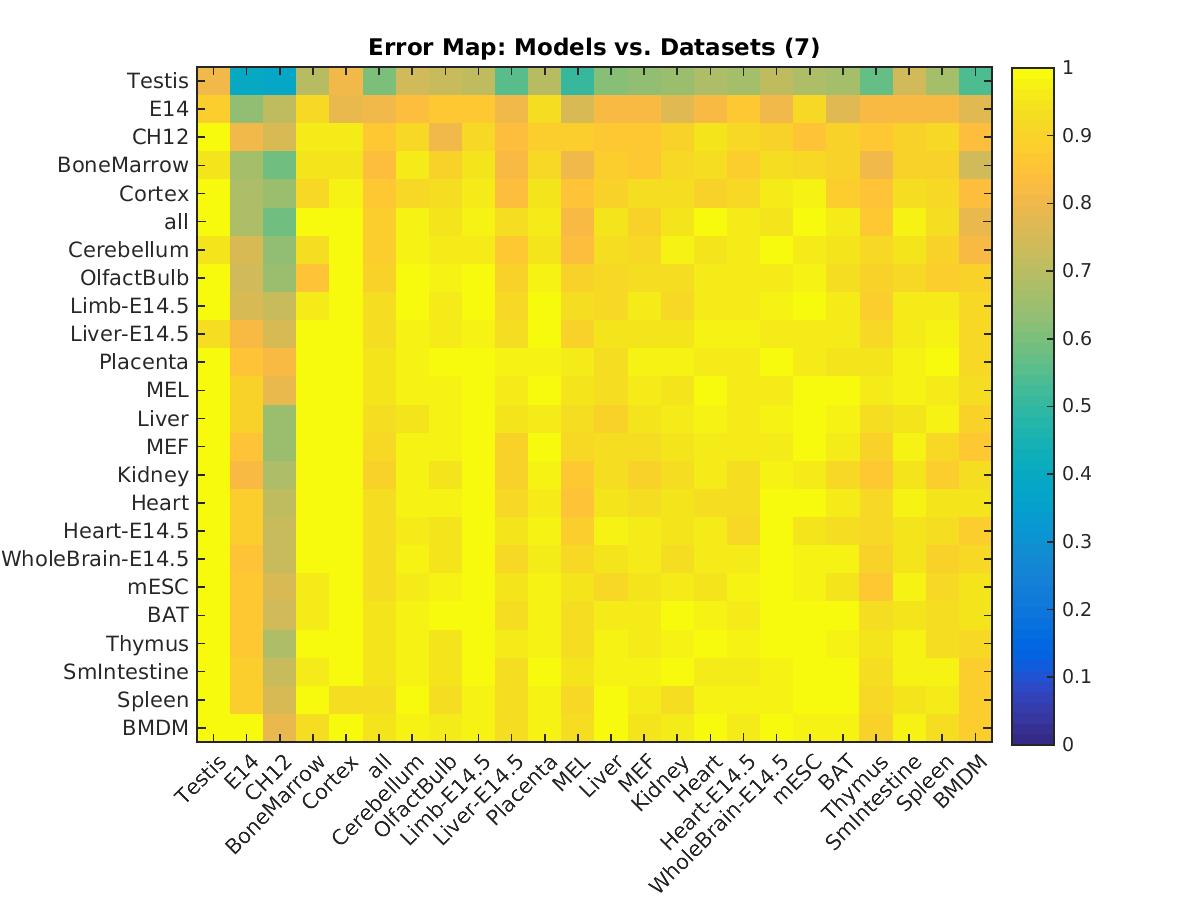 Error Map: Models vs. Datasets (7)
Testis
E14
CH12
BoneMarrow
Cortex
all
Cerebellum
OlfactBulb
Limb-E14.5
Liver-E14.5
Placenta
MEL
Liver
MEF
Kidney
Heart
Heart-E14.5
WholeBrain-E14.5
mESC
BAT
Thymus
SmIntestine
Spleen
BMDM
Testis
E14
CH12
BoneMarrow
Cortex
all
Cerebellum
OlfactBulb
Limb-E14.5
Liver-E14.5
Placenta
MEL
Liver
MEF
Kidney
Heart
Heart-E14.5
WholeBrain-E14.5
mESC
BAT
Thymus
SmIntestine
Spleen
BMDM
1
0.9
0.8
0.7
0.6
0.5
0.4
0.3
0.2
0.1
0